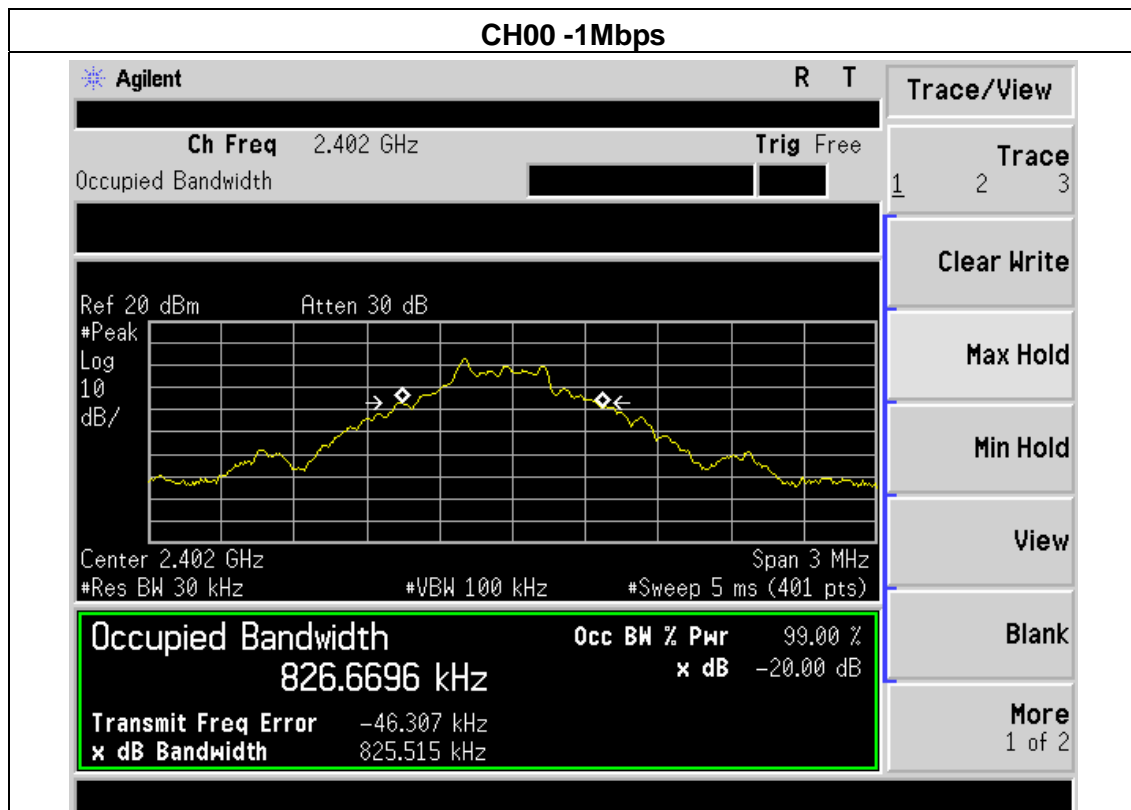 CH00 -1Mbps
Agilent R T
Trace/View
Ch Freq 2.402 GHz Trig Free
Occupied Bandwidth
Trace
1 2 3
Clear Write
Max Hold
Min Hold
View
Blank
More
1 of 2
Ref 20 dBm Atten 30 dB
#Peak
Log
10
dB/
Center 2.402 GHz Span 3 MHz
#Res BW 30 kHz #VBW 100 kHz #Sweep 5 ms (401 pts)
Occupied Bandwidth Occ BW % Pwr 99.00 %
826.6696 kHz x dB -20.00 dB
Transmit Freq Error -46.307 kHz
x dB Bandwidth 825.515 kHz